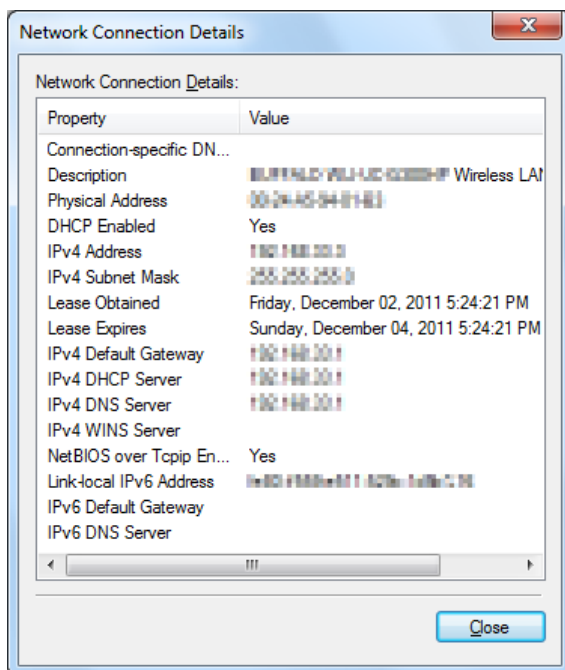 Network Connection Details
Network Connection Details:
Property Value
Connection-specific DN...
Description Wireless LAN
Physical Address
DHCP Enabled Yes
IPv4 Address
IPv4 Subnet Mask
Lease Obtained Friday, December 02, 2011 5:24:21 PM
Lease Expires Sunday, December 04, 2011 5:24:21 PM
IPv4 Default Gateway
IPv4 DHCP Server
IPv4 DNS Server
IPv4 WINS Server
NetBIOS over Tcpip En... Yes
Link-local IPv6 Address
IPv6 Default Gateway
IPv6 DNS Server
Close